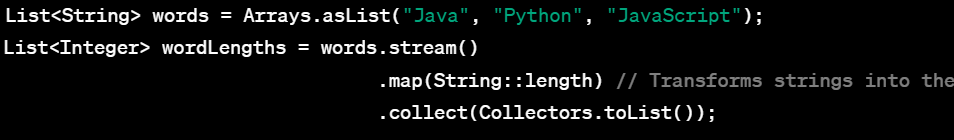 List<String> words = Arrays.asList("Java", "Python", "JavaScript");
List<Integer> wordLengths = words.stream()
.map(String::length) // Transforms strings into the
.collect(Collectors.toList());